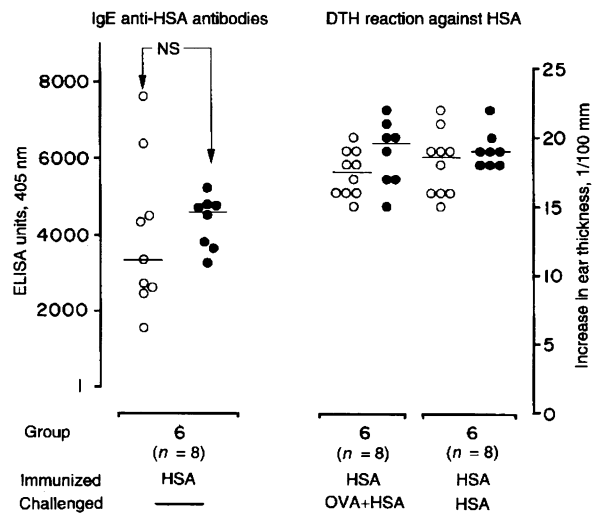 IgE anti-HSA antibodies
DTH reaction against HSA
NS
8000
6000
4000
2000
ELISA units, 405 nm
25
20
15
10
5
0
Increase in ear thickness, 1/100 mm
Group 6 6 6
(n = 8) (n = 8) (n = 8)
Immunized HSA HSA HSA
Challenged OVA+HSA HSA